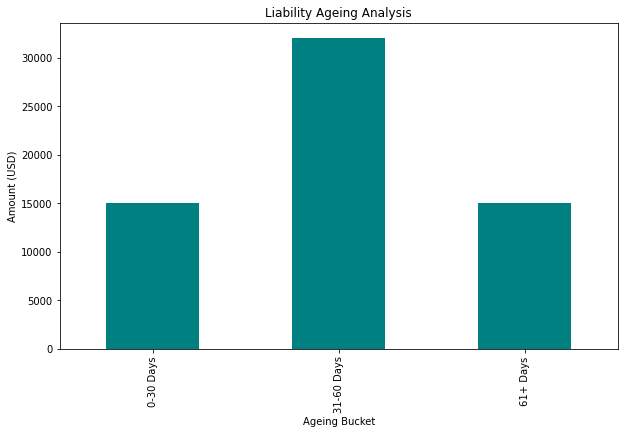 Liability Ageing Analysis
Amount (USD)
30000
25000
20000
15000
10000
5000
0
0-30 Days
31-60 Days
61+ Days
Ageing Bucket